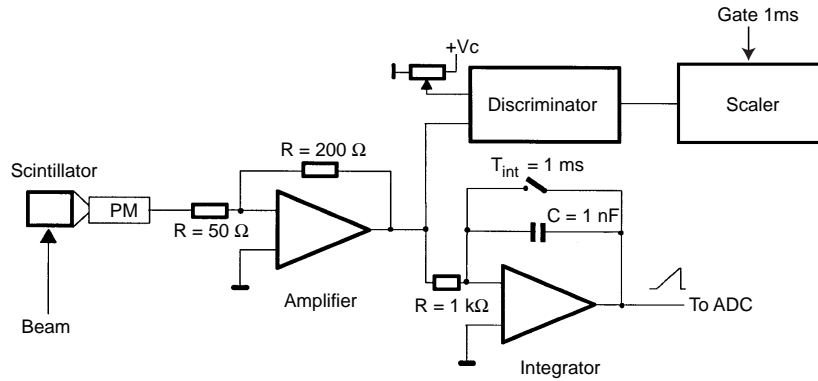 Gate 1ms
+Vc
Discriminator
Scaler
R = 200 Ω
Scintillator
T_int = 1 ms
PM
C = 1 nF
R = 50 Ω
Amplifier
R = 1 kΩ
To ADC
Beam
Integrator